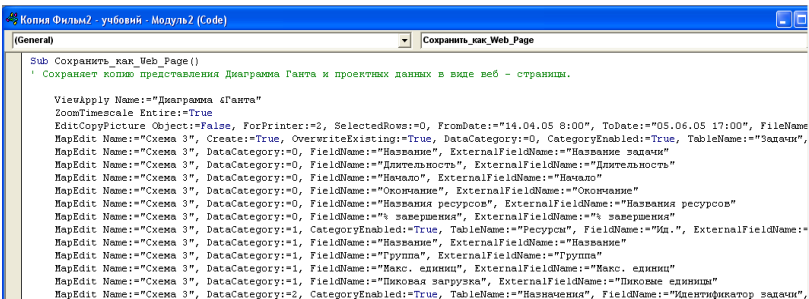 Копия Фильм2 - учбовий - Модуль2 (Code)
(General) Сохранить_как_Web_Page
Sub Сохранить_как_Web_Page()
' Сохраняет копию представления Диаграмма Ганта и проектных данных в виде веб - страницы.
ViewApply Name:="Диаграмма &Ганта"
ZoomTimescale Entire:=True
EditCopyPicture Object:=False, ForPrinter:=2, SelectedRows:=0, FromDate:="14.04.05 8:00", ToDate:="05.06.05 17:00", FileName
MapEdit Name:="Схема 3", Create:=True, OverwriteExisting:=True, DataCategory:=0, CategoryEnabled:=True, TableName:="Задачи",
MapEdit Name:="Схема 3", DataCategory:=0, FieldName:="Название", ExternalFieldName:="Название задачи"
MapEdit Name:="Схема 3", DataCategory:=0, FieldName:="Длительность", ExternalFieldName:="Длительность"
MapEdit Name:="Схема 3", DataCategory:=0, FieldName:="Начало", ExternalFieldName:="Начало"
MapEdit Name:="Схема 3", DataCategory:=0, FieldName:="Окончание", ExternalFieldName:="Окончание"
MapEdit Name:="Схема 3", DataCategory:=0, FieldName:="Названия ресурсов", ExternalFieldName:="Названия ресурсов"
MapEdit Name:="Схема 3", DataCategory:=0, FieldName:="% завершения", ExternalFieldName:="% завершения"
MapEdit Name:="Схема 3", DataCategory:=1, CategoryEnabled:=True, TableName:="Ресурсы", FieldName:="Ид.", ExternalFieldName:=
MapEdit Name:="Схема 3", DataCategory:=1, FieldName:="Название", ExternalFieldName:="Название"
MapEdit Name:="Схема 3", DataCategory:=1, FieldName:="Группа", ExternalFieldName:="Группа"
MapEdit Name:="Схема 3", DataCategory:=1, FieldName:="Макс. единиц", ExternalFieldName:="Макс. единиц"
MapEdit Name:="Схема 3", DataCategory:=1, FieldName:="Пиковая загрузка", ExternalFieldName:="Пиковые единицы"
MapEdit Name:="Схема 3", DataCategory:=2, CategoryEnabled:=True, TableName:="Назначения", FieldName:="Идентификатор задачи",